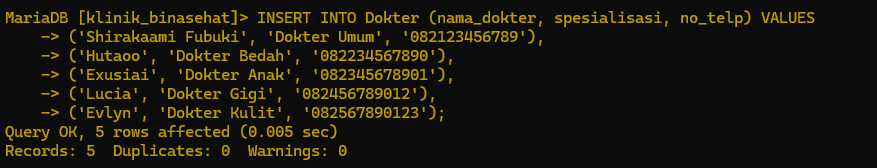 MariaDB [klinik_binasehat]> INSERT INTO Dokter (nama_dokter, spesialisasi, no_telp) VALUES
    -> ('Shirakaami Fubuki', 'Dokter Umum', '082123456789'),
    -> ('Hutaoo', 'Dokter Bedah', '082234567890'),
    -> ('Exusiai', 'Dokter Anak', '082345678901'),
    -> ('Lucia', 'Dokter Gigi', '082456789012'),
    -> ('Evlyn', 'Dokter Kulit', '082567890123');
Query OK, 5 rows affected (0.005 sec)
Records: 5  Duplicates: 0  Warnings: 0